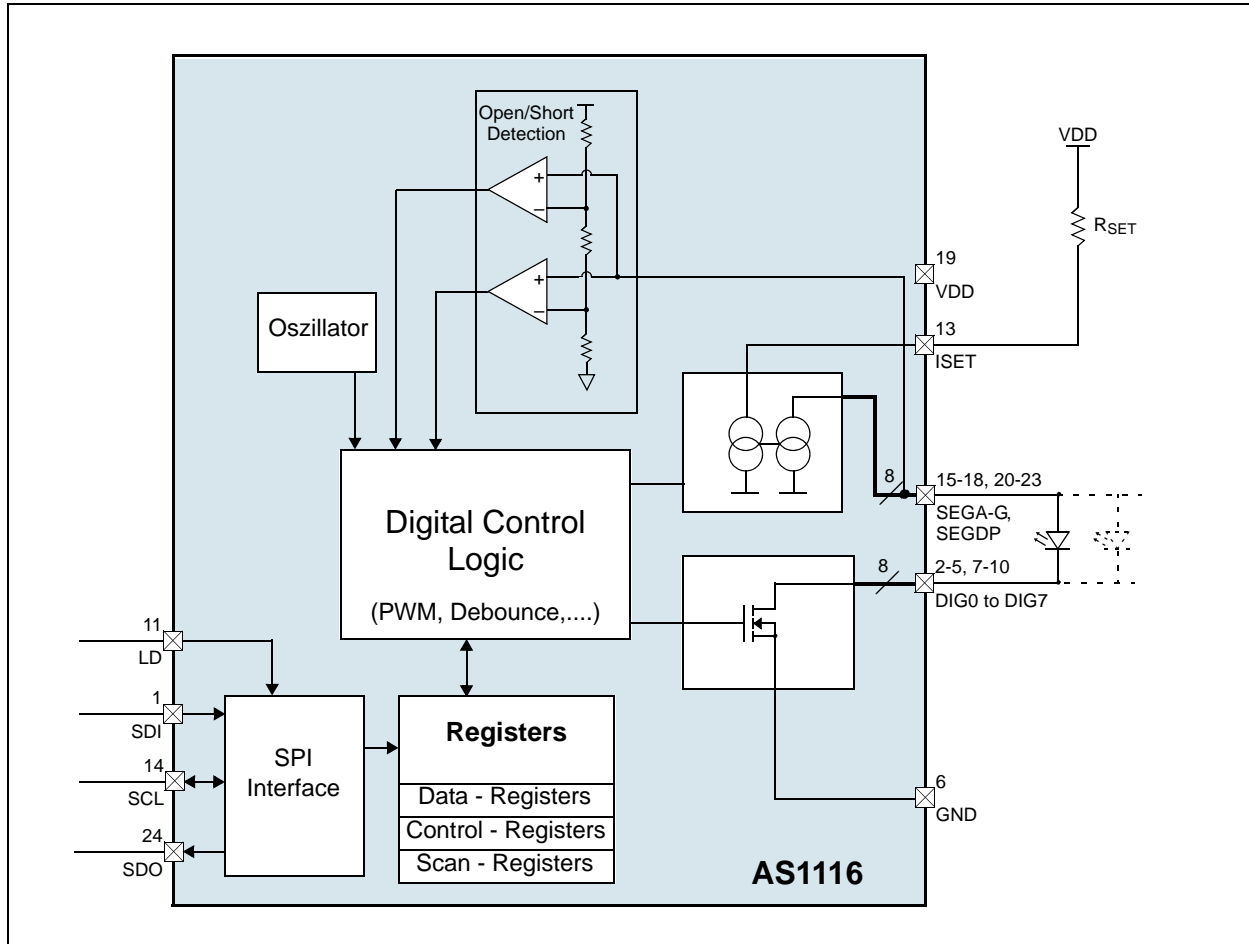 Open/Short
Detection
+
−
+
−
VDD
RSET
19
VDD
13
ISET
Oszillator
8
15-18, 20-23
SEGA-G,
SEGDP
Digital Control
Logic
(PWM, Debounce,....)
8
2-5, 7-10
DIG0 to DIG7
11
LD
1
SDI
14
SCL
24
SDO
SPI
Interface
Registers
Data - Registers
Control - Registers
Scan - Registers
6
GND
AS1116